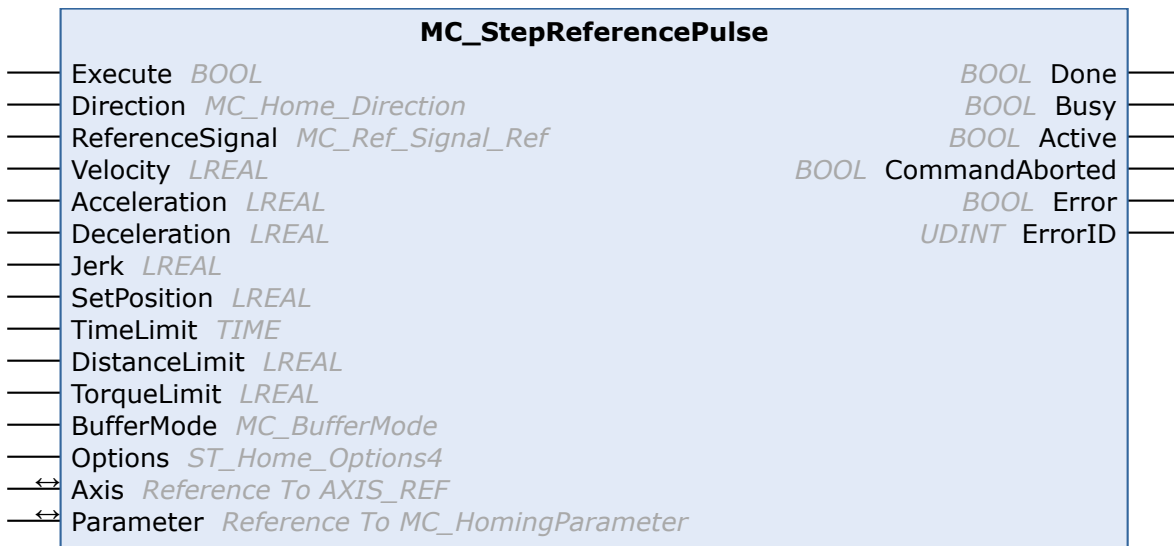 MC_StepReferencePulse
Execute BOOL BOOL Done
Direction MC_Home_Direction BOOL Busy
ReferenceSignal MC_Ref_Signal_Ref BOOL Active
Velocity LREAL BOOL CommandAborted
Acceleration LREAL BOOL Error
Deceleration LREAL UDINT ErrorID
Jerk LREAL
SetPosition LREAL
TimeLimit TIME
DistanceLimit LREAL
TorqueLimit LREAL
BufferMode MC_BufferMode
Options ST_Home_Options4
↔ Axis Reference To AXIS_REF
↔ Parameter Reference To MC_HomingParameter